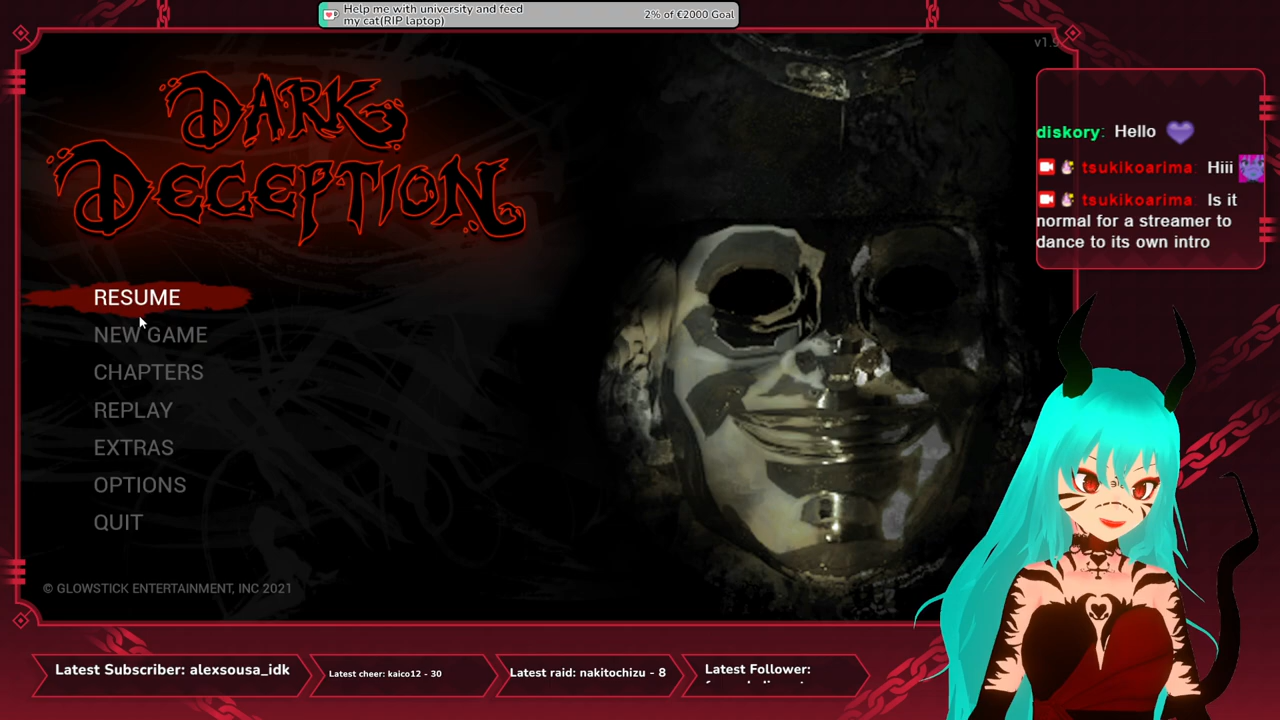 Help me with university and feed
my cat(RIP laptop)
2% of €2000 Goal
v1.9
DARK
DECEPTION
RESUME
NEW GAME
CHAPTERS
REPLAY
EXTRAS
OPTIONS
QUIT
© GLOWSTICK ENTERTAINMENT, INC 2021
diskory: Hello
tsukikoarima: Hiii
tsukikoarima: Is it
normal for a streamer to
dance to its own intro
Latest Subscriber: alexsousa_idk
Latest cheer: kaico12 - 30
Latest raid: nakitochizu - 8
Latest Follower: